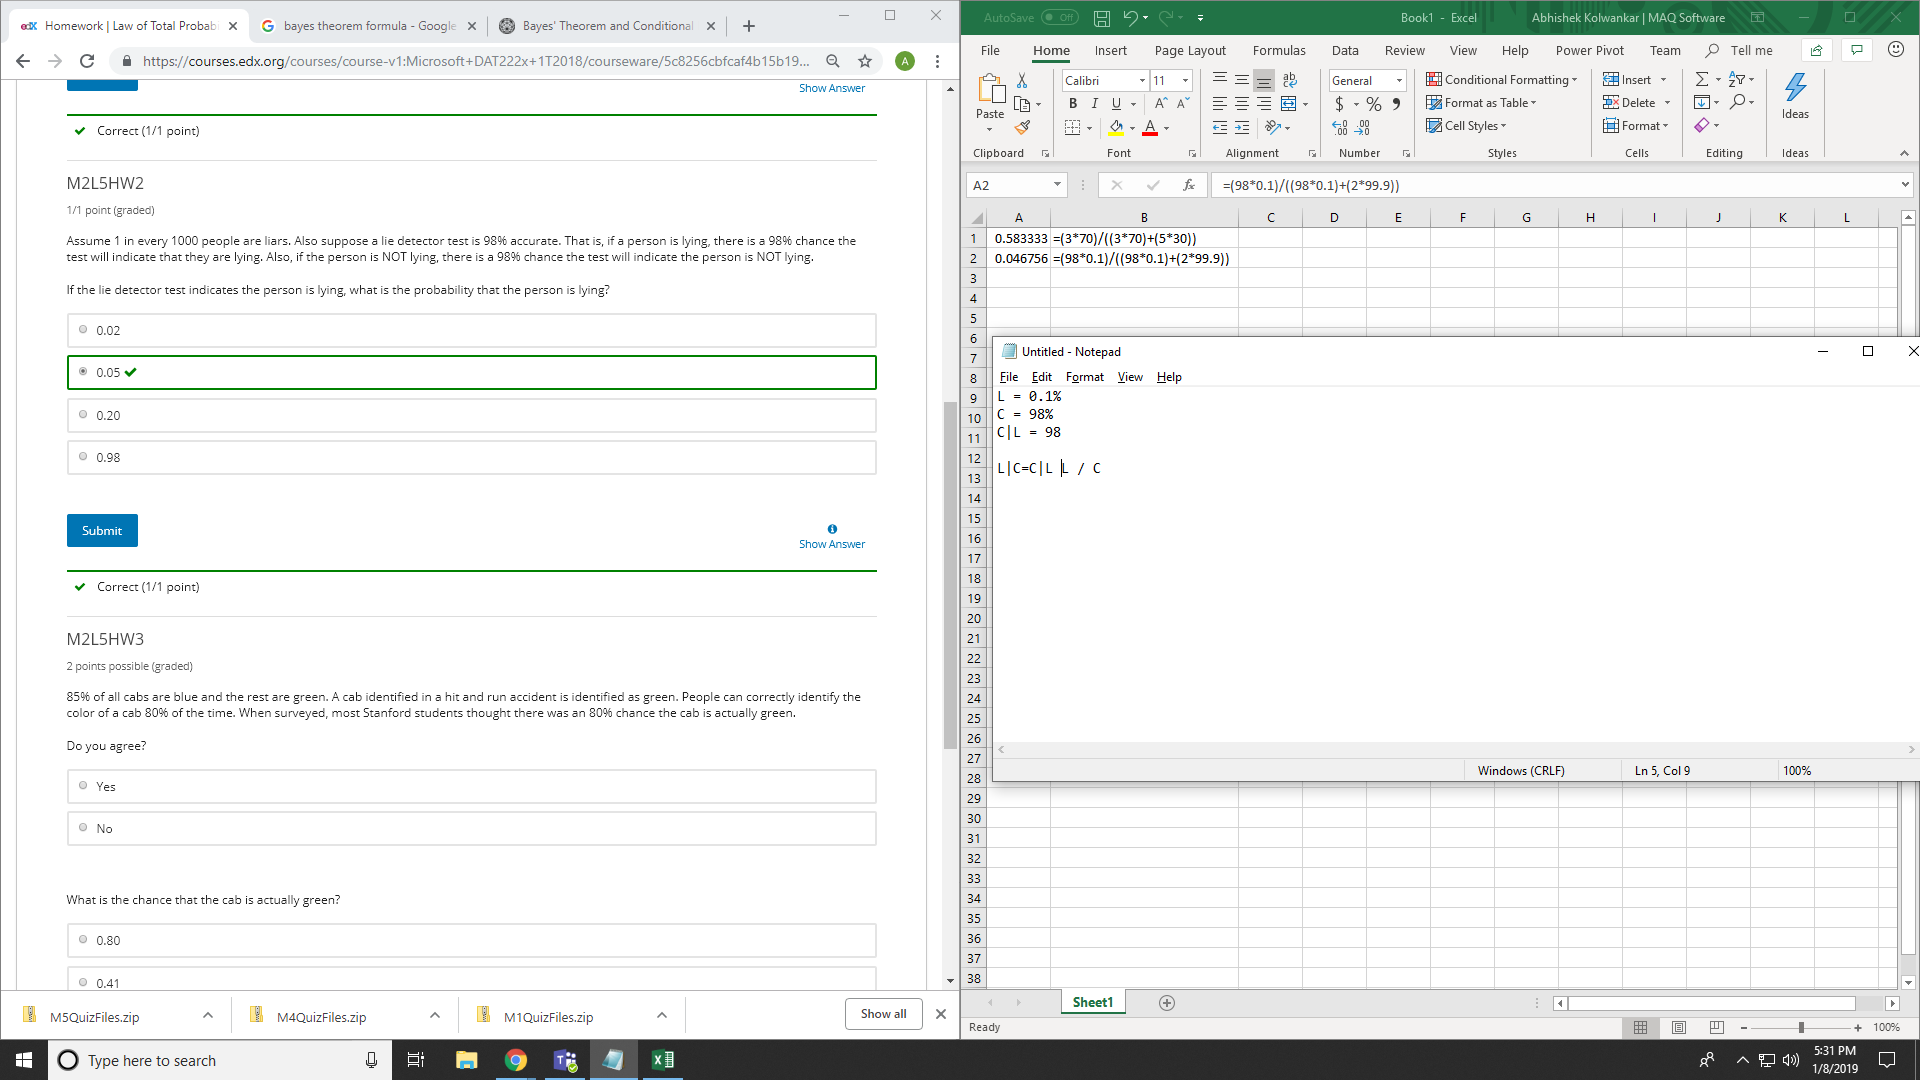 edX Homework | Law of Total Probab
bayes theorem formula - Google
Bayes' Theorem and Conditional
https://courses.edx.org/courses/course-v1:Microsoft+DAT222x+1T2018/courseware/5c8256cbfcaf4b15b19...
A
Show Answer
Correct (1/1 point)
M2L5HW2
1/1 point (graded)
Assume 1 in every 1000 people are liars. Also suppose a lie detector test is 98% accurate. That is, if a person is lying, there is a 98% chance the
test will indicate that they are lying. Also, if the person is NOT lying, there is a 98% chance the test will indicate the person is NOT lying.
If the lie detector test indicates the person is lying, what is the probability that the person is lying?
0.02
0.05
0.20
0.98
Submit
Show Answer
Correct (1/1 point)
M2L5HW3
2 points possible (graded)
85% of all cabs are blue and the rest are green. A cab identified in a hit and run accident is identified as green. People can correctly identify the
color of a cab 80% of the time. When surveyed, most Stanford students thought there was an 80% chance the cab is actually green.
Do you agree?
Yes
No
What is the chance that the cab is actually green?
0.80
0.41
M5QuizFiles.zip
M4QuizFiles.zip
M1QuizFiles.zip
Show all
AutoSave Off
Book1 - Excel
Abhishek Kolwankar | MAQ Software
File Home Insert Page Layout Formulas Data Review View Help Power Pivot Team Tell me
Paste
Clipboard
Calibri 11
B I U
Font
Alignment
General
$ % ,
Number
Conditional Formatting
Format as Table
Cell Styles
Styles
Insert
Delete
Format
Cells
Editing
Ideas
Ideas
A2
fx
=(98*0.1)/((98*0.1)+(2*99.9))
A B C D E F G H I J K L
1 0.583333 =(3*70)/((3*70)+(5*30))
2 0.046756 =(98*0.1)/((98*0.1)+(2*99.9))
3
4
5
6
7
8
9
10
11
12
13
14
15
16
17
18
19
20
21
22
23
24
25
26
27
28
29
30
31
32
33
34
35
36
37
38
Untitled - Notepad
File Edit Format View Help
L = 0.1%
C = 98%
C|L = 98
L|C=C|L L / C
Windows (CRLF)
Ln 5, Col 9
100%
Sheet1
Ready
100%
Type here to search
5:31 PM
1/8/2019